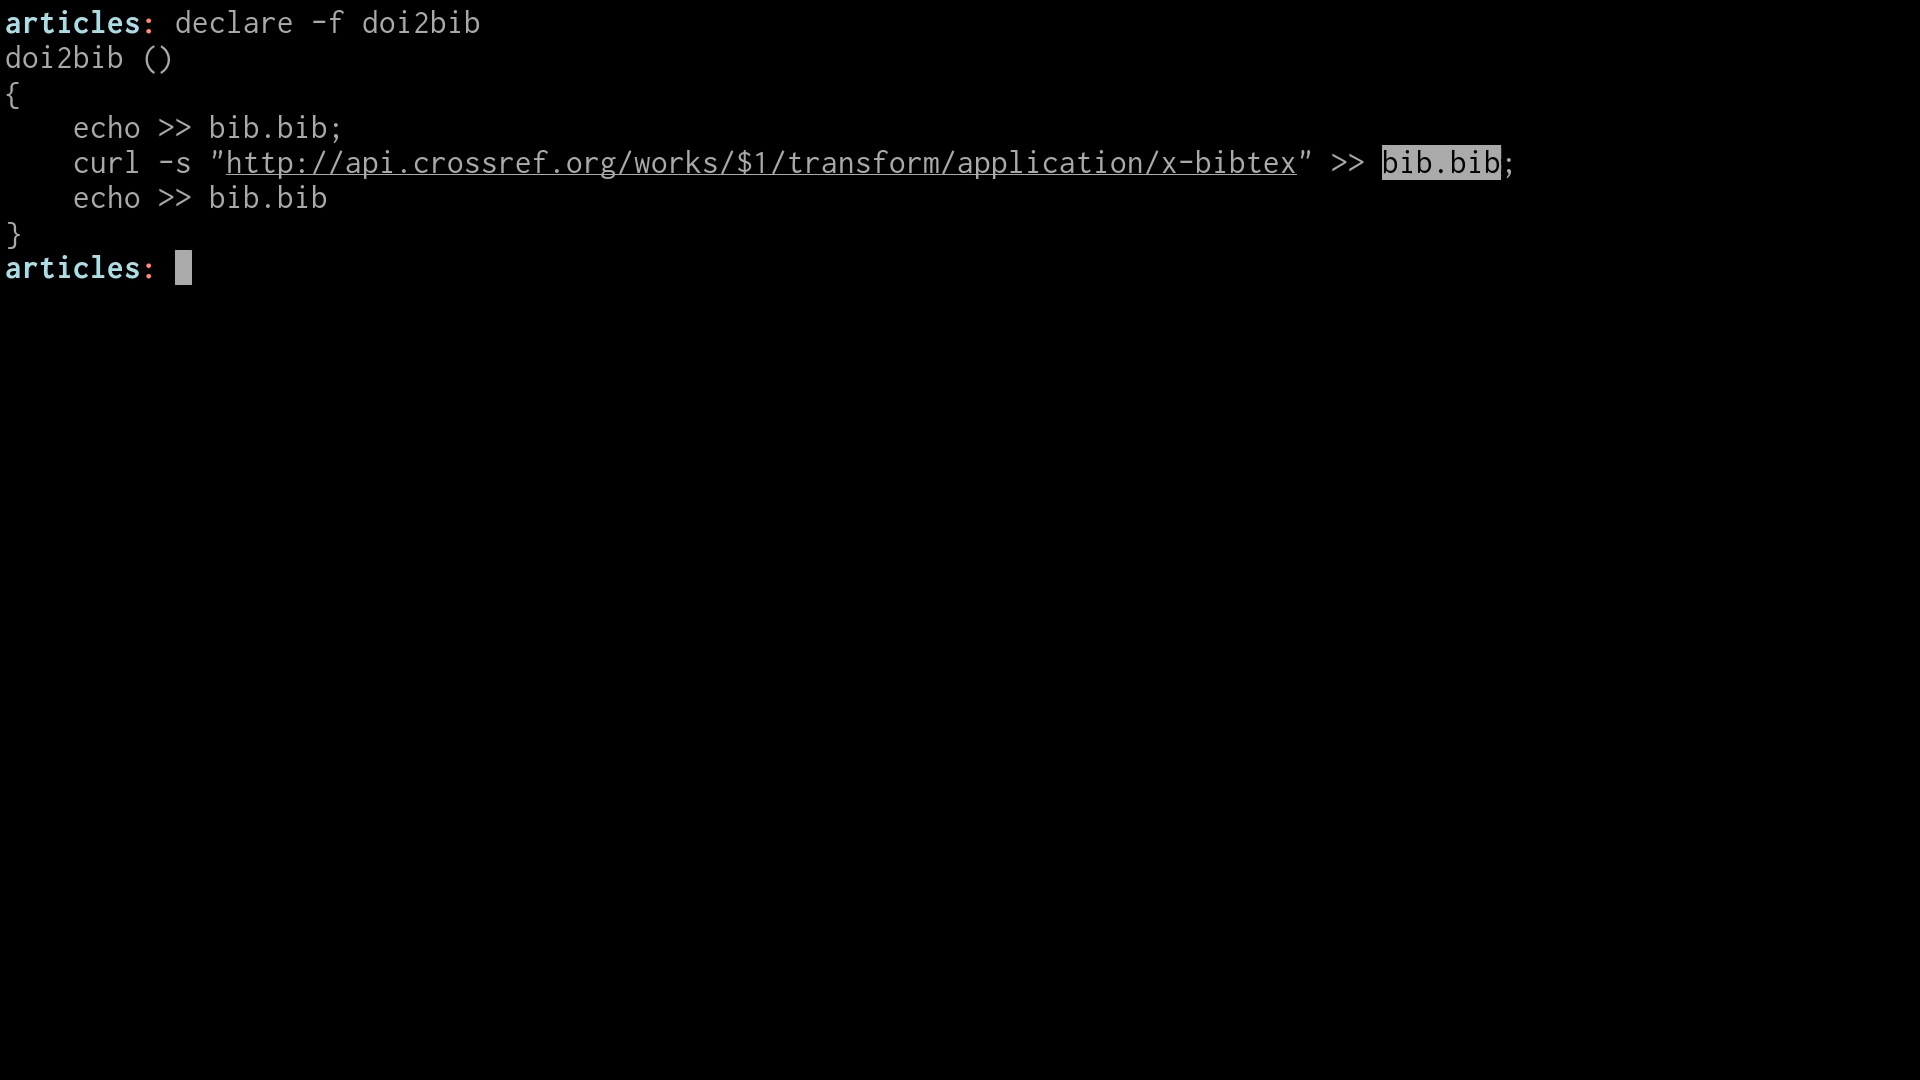 articles: declare -f doi2bib
doi2bib ()
{
    echo >> bib.bib;
    curl -s "http://api.crossref.org/works/$1/transform/application/x-bibtex" >> bib.bib;
    echo >> bib.bib
}
articles: